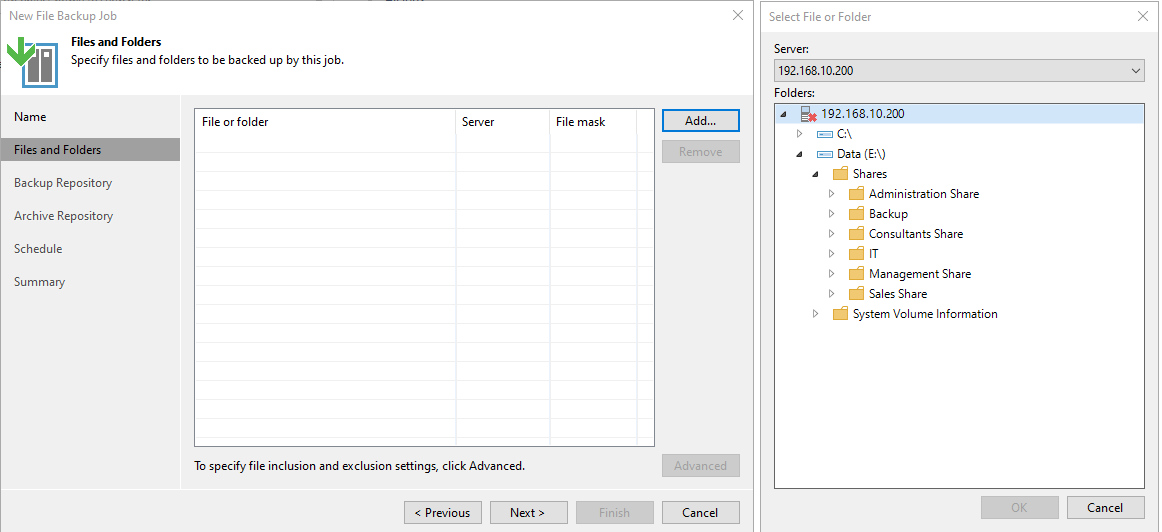 New File Backup Job
Files and Folders
Specify files and folders to be backed up by this job.
Name
Files and Folders
Backup Repository
Archive Repository
Schedule
Summary
File or folder
Server
File mask
Add...
Remove
To specify file inclusion and exclusion settings, click Advanced.
Advanced
< Previous
Next >
Finish
Cancel
Select File or Folder
Server:
192.168.10.200
Folders:
192.168.10.200
C:\
Data (E:\)
Shares
Administration Share
Backup
Consultants Share
IT
Management Share
Sales Share
System Volume Information
OK
Cancel